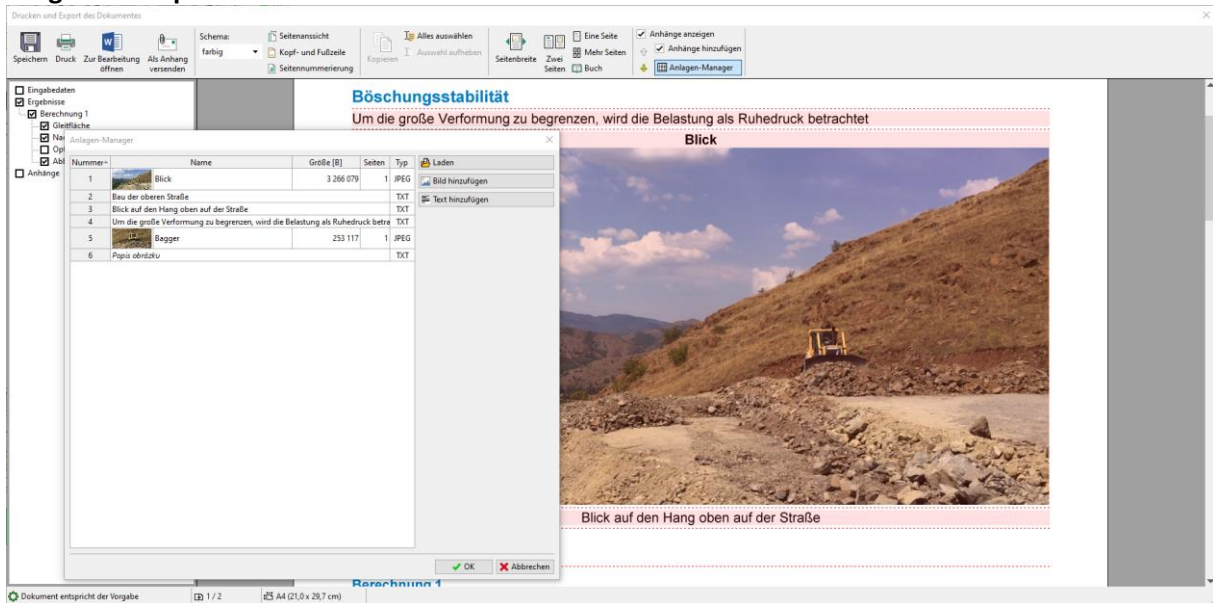 Drucken und Export des Dokumentes
Speichern
Druck
Zur Bearbeitung öffnen
Als Anhang versenden
Schema:
farbig
Seitenansicht
Kopf- und Fußzeile
Seitennummerierung
Kopieren
Alles auswählen
Auswahl aufheben
Seitenbreite
Zwei Seiten
Eine Seite
Mehr Seiten
Buch
Anhänge anzeigen
Anhänge hinzufügen
Anlagen-Manager
Eingabedaten
Ergebnisse
Berechnung 1
Gleitfläche
Na
Op
Abb
Anhänge
Anlagen-Manager
Nummer Name Größe [B] Seiten Typ
1 Blick 3 266 079 1 JPEG
2 Bau der oberen Straße TXT
3 Blick auf den Hang oben auf der Straße TXT
4 Um die große Verformung zu begrenzen, wird die Belastung als Ruhedruck betra TXT
5 Bagger 253 117 1 JPEG
6 Popis obrázku TXT
Laden
Bild hinzufügen
Text hinzufügen
OK
Abbrechen
Böschungsstabilität
Um die große Verformung zu begrenzen, wird die Belastung als Ruhedruck betrachtet
Blick
Blick auf den Hang oben auf der Straße
Berechnung 1
Dokument entspricht der Vorgabe
1 / 2
A4 (21,0 x 29,7 cm)